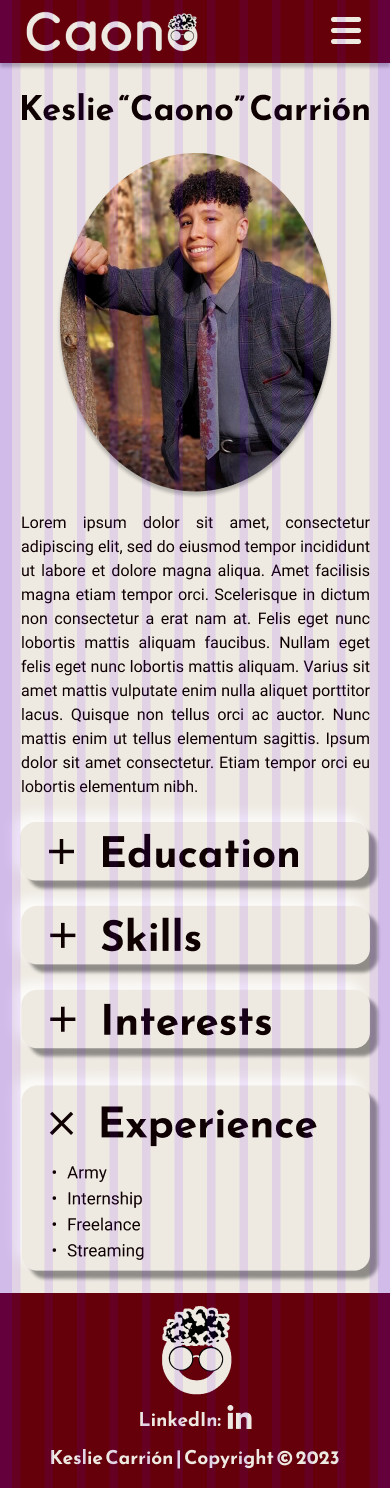 Caono
Keslie “Caono” Carrión
Lorem ipsum dolor sit amet, consectetur
adipiscing elit, sed do eiusmod tempor incididunt
ut labore et dolore magna aliqua. Amet facilisis
magna etiam tempor orci. Scelerisque in dictum
non consectetur a erat nam at. Felis eget nunc
lobortis mattis aliquam faucibus. Nullam eget
felis eget nunc lobortis mattis aliquam. Varius sit
amet mattis vulputate enim nulla aliquet porttitor
lacus. Quisque non tellus orci ac auctor. Nunc
mattis enim ut tellus elementum sagittis. Ipsum
dolor sit amet consectetur. Etiam tempor orci eu
lobortis elementum nibh.
+ Education
+ Skills
+ Interests
× Experience
• Army
• Internship
• Freelance
• Streaming
LinkedIn: in
Keslie Carrión | Copyright © 2023